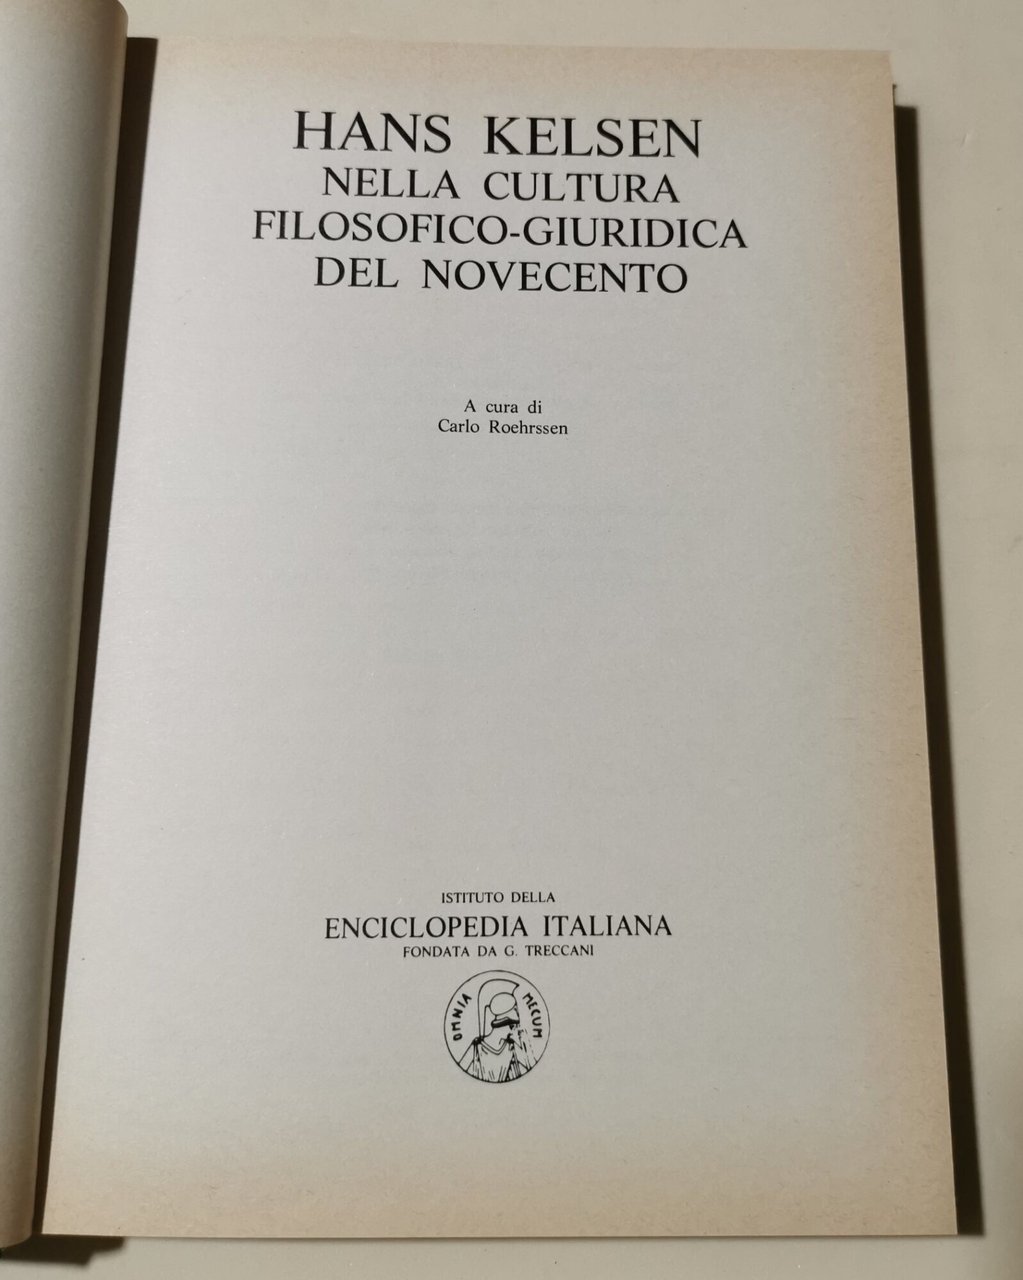 HANS KELSEN
NELLA CULTURA
FILOSOFICO-GIURIDICA
DEL NOVECENTO
A cura di
Carlo Roehrssen
ISTITUTO DELLA
ENCICLOPEDIA ITALIANA
FONDATA DA G. TRECCANI
OMNIA MECUM